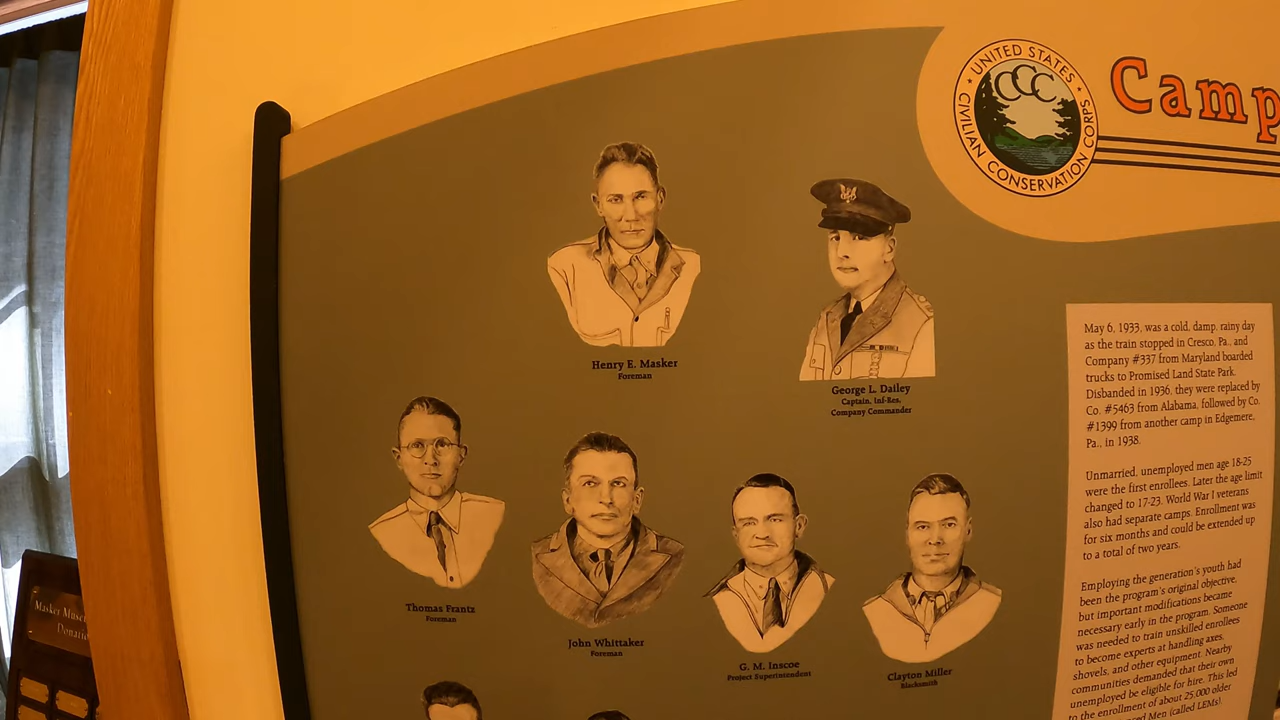 UNITED STATES
CCC
CIVILIAN CONSERVATION CORPS
Camp
Henry E. Masker
Foreman
George L. Dailey
Captain, Inf-Res,
Company Commander
Thomas Frantz
Foreman
John Whittaker
Foreman
G. M. Inscoe
Project Superintendent
Clayton Miller
Blacksmith
May 6, 1933, was a cold, damp, rainy day
as the train stopped in Cresco, Pa., and
Company #337 from Maryland boarded
trucks to Promised Land State Park.
Disbanded in 1936, they were replaced by
Co. #5463 from Alabama, followed by Co.
#1399 from another camp in Edgemere,
Pa., in 1938.
Unmarried, unemployed men age 18-25
were the first enrollees. Later the age limit
changed to 17-23. World War I veterans
also had separate camps. Enrollment was
for six months and could be extended up
to a total of two years.
Employing the generation's youth had
been the program's original objective,
but important modifications became
necessary early in the program. Someone
was needed to train unskilled enrollees
to become experts at handling axes,
shovels, and other equipment. Nearby
communities demanded that their own
unemployed be eligible for hire. This led
to the enrollment of about 25,000 older
Men (called LEMs).
Masker